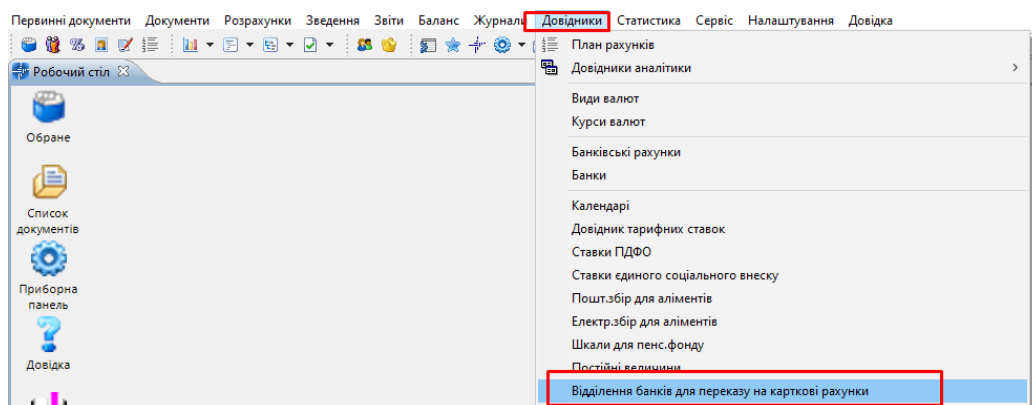 Первинні документи Документи Розрахунки Зведення Звіти Баланс Журнали Довідники Статистика Сервіс Налаштування Довідка
Робочий стіл
Обране
Список
документів
Приборна
панель
Довідка
План рахунків
Довідники аналітики
Види валют
Курси валют
Банківські рахунки
Банки
Календарі
Довідник тарифних ставок
Ставки ПДФО
Ставки єдиного соціального внеску
Пошт.збір для аліментів
Електр.збір для аліментів
Шкали для пенс.фонду
Постійні величини
Відділення банків для переказу на карткові рахунки